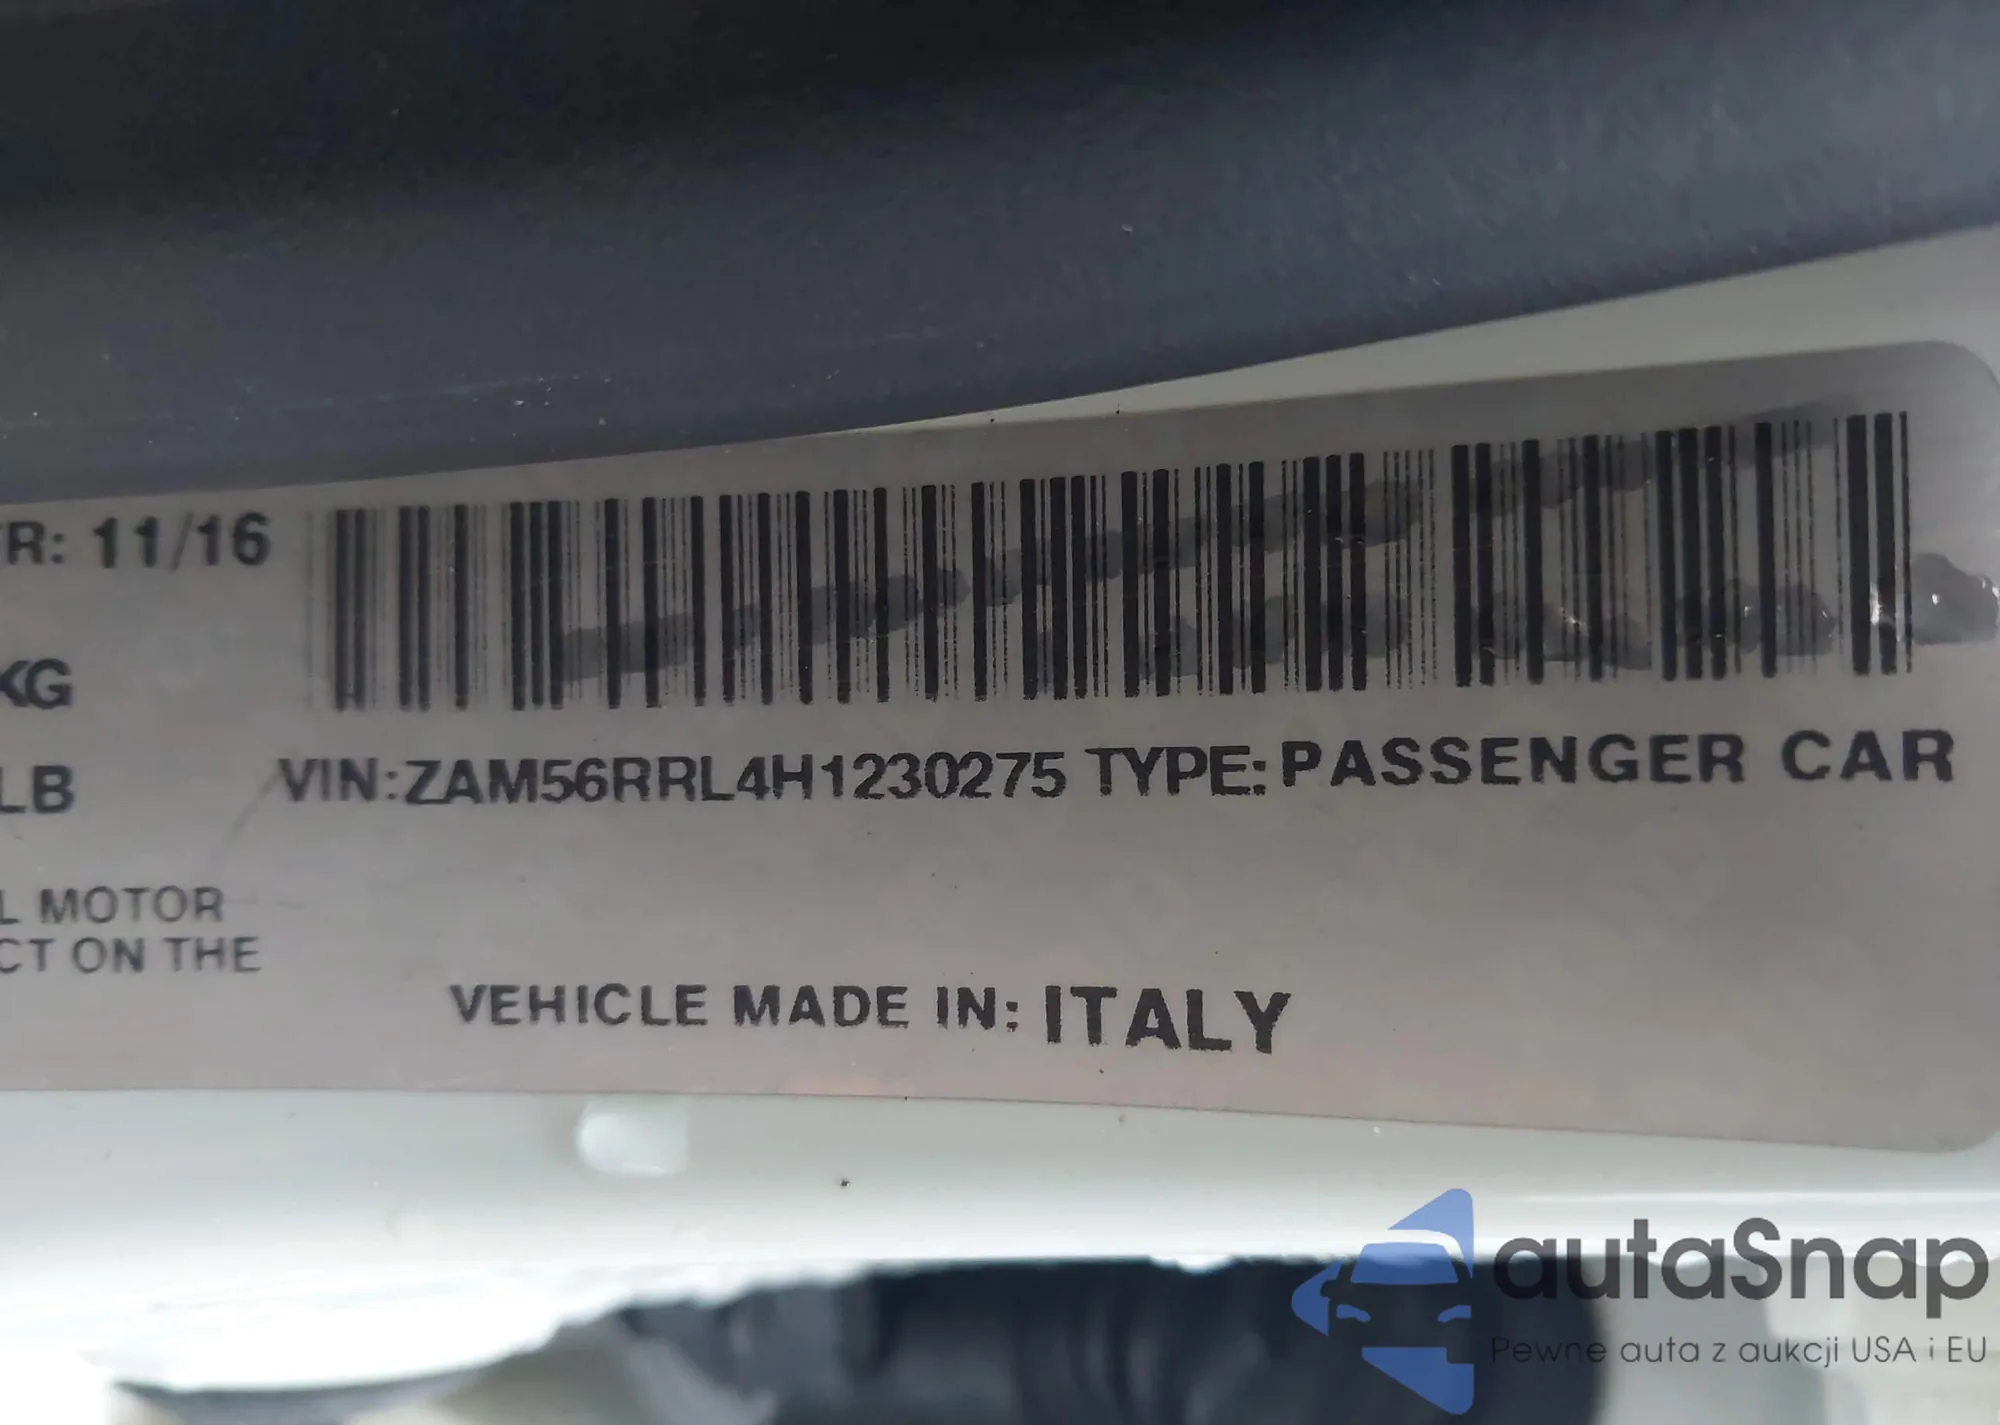 TR: 11/16
KG
LB
VIN:ZAM56RRL4H1230275 TYPE:PASSENGER CAR
L MOTOR
CT ON THE
VEHICLE MADE IN: ITALY
autaSnap
Pewne auta z aukcji USA i EU